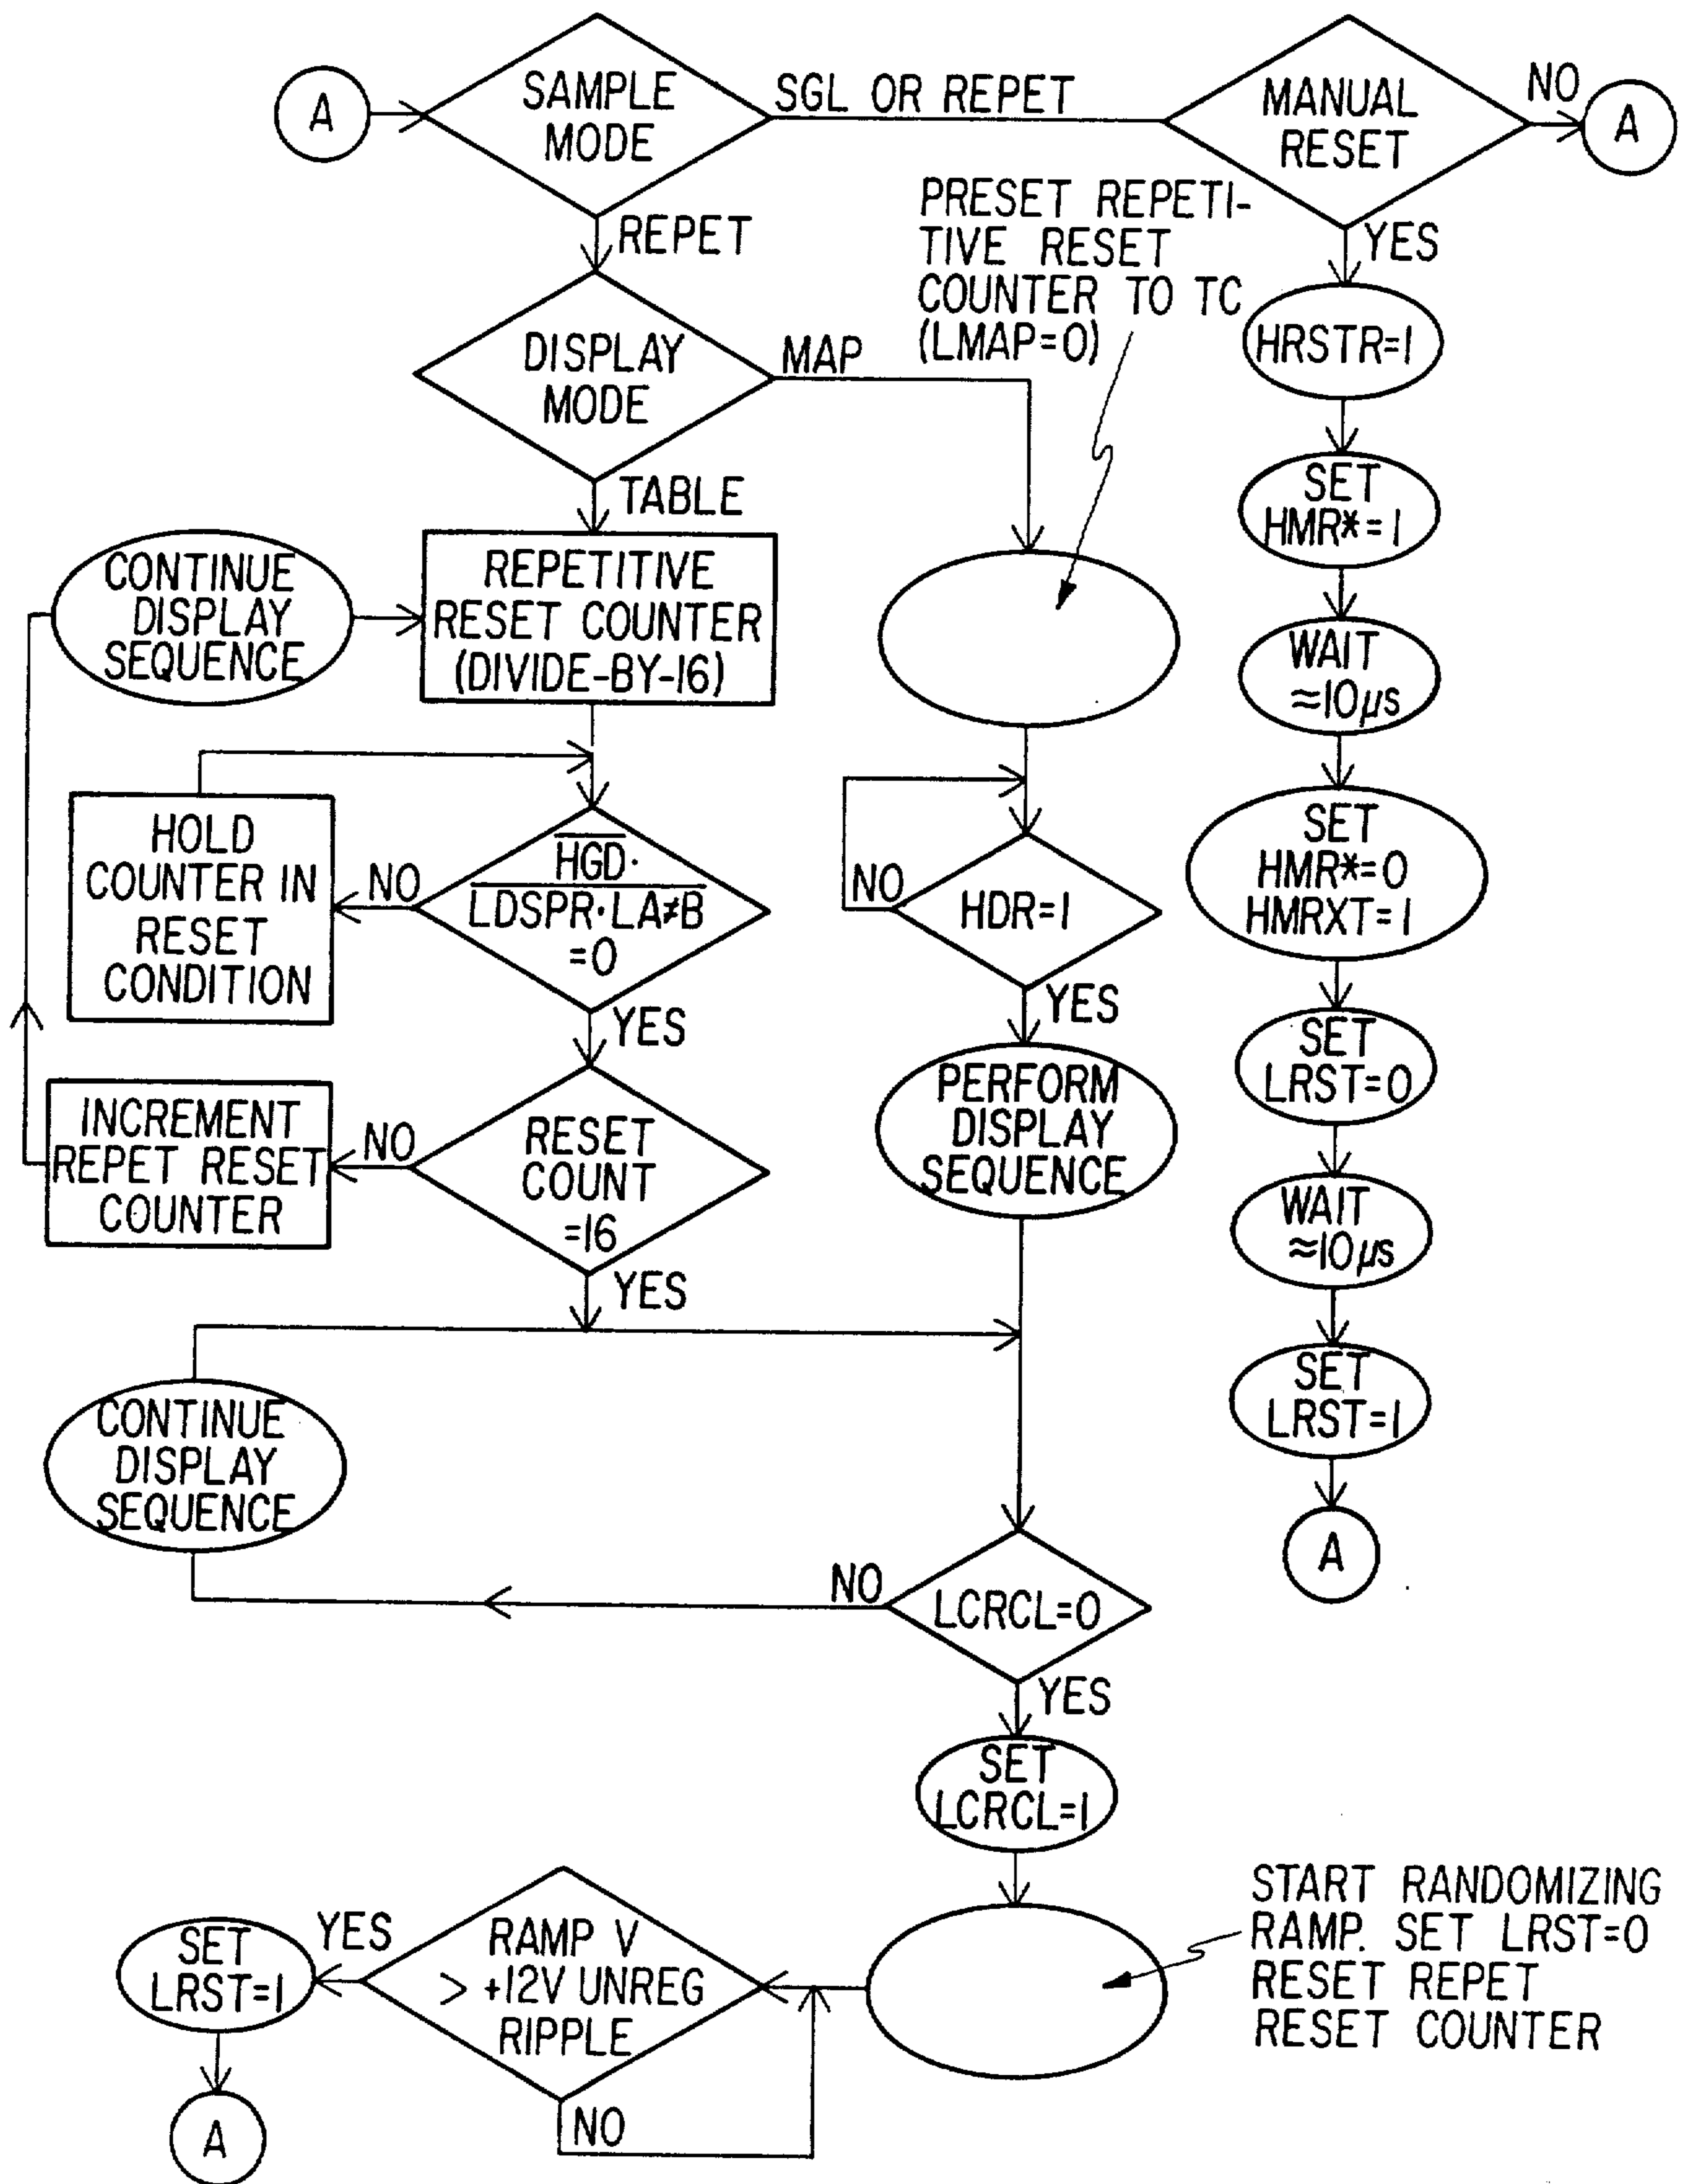 A
SAMPLE
MODE
SGL OR REPET
MANUAL
RESET
NO
A
REPET
PRESET REPETI-
TIVE RESET
COUNTER TO TC
(LMAP=0)
YES
DISPLAY
MODE
MAP
HRSTR=1
TABLE
SET
HMR*=1
CONTINUE
DISPLAY
SEQUENCE
REPETITIVE
RESET COUNTER
(DIVIDE-BY-16)
WAIT
≈10µs
HOLD
COUNTER IN
RESET
CONDITION
NO
HGD·
LDSPR·LA≠B
=0
NO
HDR=1
SET
HMR*=0
HMRXT=1
YES
YES
SET
LRST=0
INCREMENT
REPET RESET
COUNTER
NO
RESET
COUNT
=16
PERFORM
DISPLAY
SEQUENCE
WAIT
≈10µs
YES
SET
LRST=1
CONTINUE
DISPLAY
SEQUENCE
A
NO
LCRCL=0
YES
SET
LCRCL=1
START RANDOMIZING
RAMP. SET LRST=0
RESET REPET
RESET COUNTER
SET
LRST=1
YES
RAMP V
> +12V UNREG
RIPPLE
NO
A